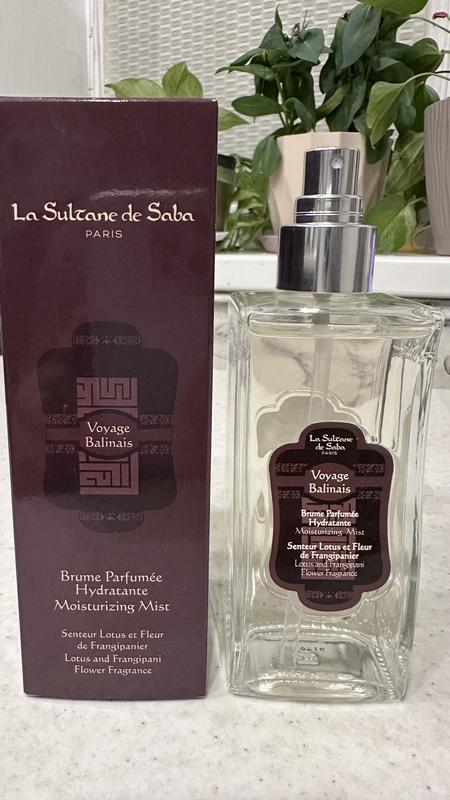 La Sultane de Saba
PARIS
Voyage
Balinais
Brume Parfumée
Hydratante
Moisturizing Mist
Senteur Lotus et Fleur
de Frangipanier
Lotus and Frangipani
Flower Fragrance
La Sultane
de Saba
PARIS
Voyage
Balinais
Brume Parfumée
Hydratante
Moisturizing Mist
Senteur Lotus et Fleur
de Frangipanier
Lotus and Frangipani
Flower Fragrance